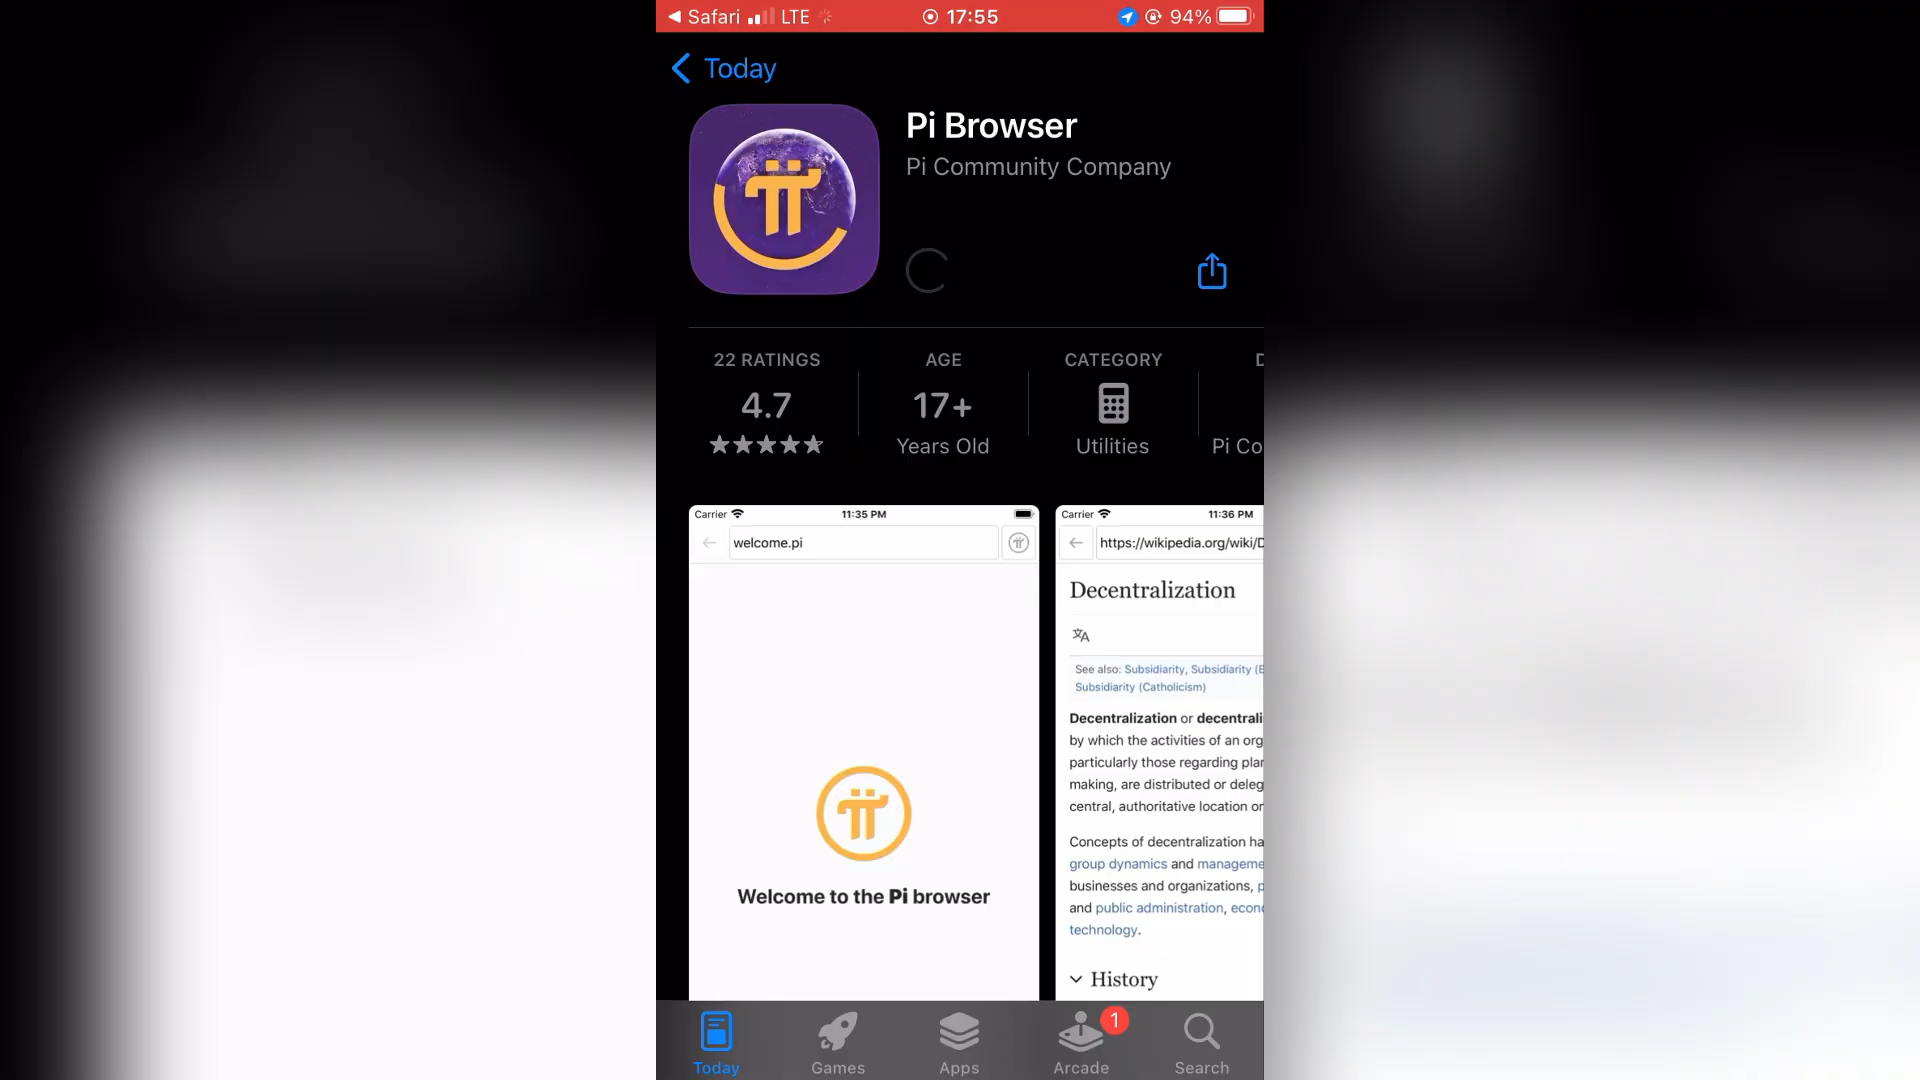 Safari LTE 17:55 94%
Today
Pi Browser
Pi Community Company
22 RATINGS AGE CATEGORY D
4.7 17+
Years Old Utilities Pi Co
Carrier 11:35 PM
welcome.pi
Welcome to the Pi browser
Carrier 11:36 PM
https://wikipedia.org/wiki/D
Decentralization
See also: Subsidiarity, Subsidiarity (E
Subsidiarity (Catholicism)
Decentralization or decentrali
by which the activities of an org
particularly those regarding plan
making, are distributed or deleg
central, authoritative location or
Concepts of decentralization ha
group dynamics and manageme
businesses and organizations, p
and public administration, econo
technology.
History
1
Today Games Apps Arcade Search